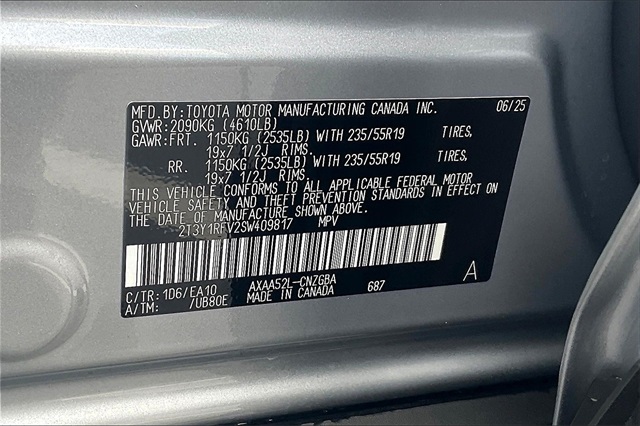 MFD.BY:TOYOTA MOTOR MANUFACTURING CANADA INC. 06/25
GVWR:2090KG (4610LB)
GAWR:FRT. 1150KG (2535LB) WITH 235/55R19 TIRES,
19x7 1/2J RIMS.
RR. 1150KG (2535LB) WITH 235/55R19 TIRES,
19x7 1/2J RIMS.
THIS VEHICLE CONFORMS TO ALL APPLICABLE FEDERAL MOTOR
VEHICLE SAFETY AND THEFT PREVENTION STANDARDS IN EFFECT ON
THE DATE OF MANUFACTURE SHOWN ABOVE.
2T3Y1RFV2SW409817 MPV
C/TR: 1D6/EA10 AXAA52L-CNZGBA 687 A
A/TM: /UB80E MADE IN CANADA